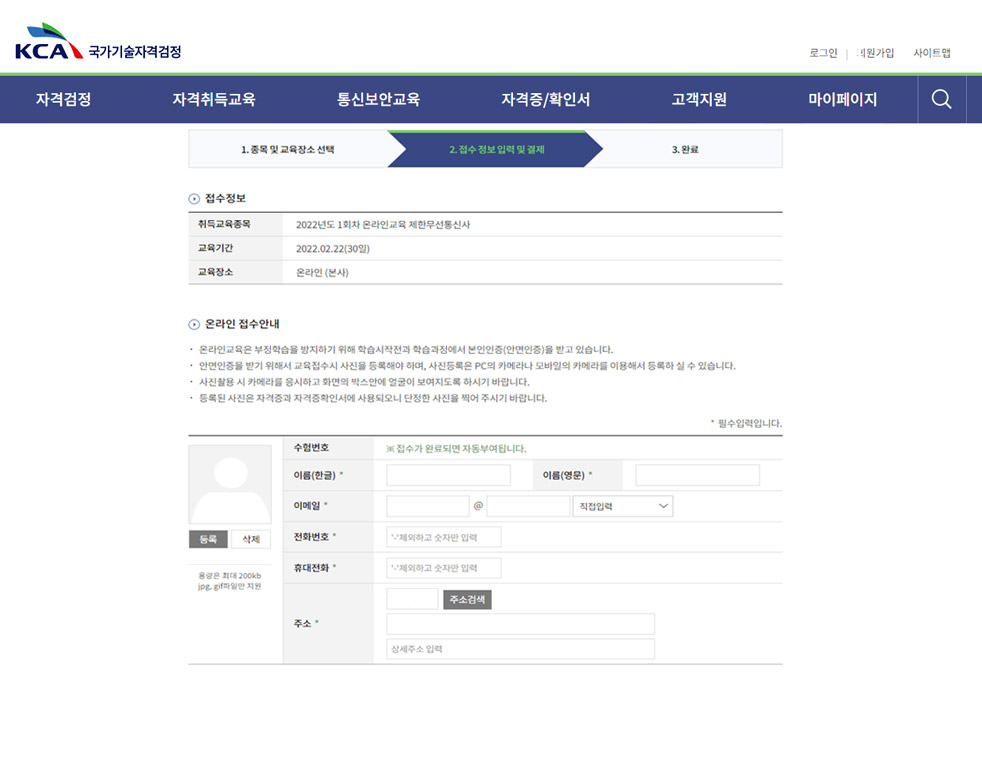 KCA 국가기술자격검정
로그인 | 회원가입 사이트맵
자격검정 자격취득교육 통신보안교육 자격증/확인서 고객지원 마이페이지
1. 종목 및 교육장소 선택 2. 접수 정보 입력 및 결제 3. 완료
접수정보
취득교육종목 2022년도 1회차 온라인교육 제한무선통신사
교육기간 2022.02.22(30일)
교육장소 온라인 (본사)
온라인 접수안내
· 온라인교육은 부정학습을 방지하기 위해 학습시작전과 학습과정에서 본인인증(안면인증)을 받고 있습니다.
· 안면인증을 받기 위해서 교육접수시 사진을 등록해야 하며, 사진등록은 PC의 카메라나 모바일의 카메라를 이용해서 등록하 실 수 있습니다.
· 사진촬용 시 카메라를 응시하고 화면의 박스안에 얼굴이 보여지도록 하시기 바랍니다.
· 등록된 사진은 자격증과 자격증확인서에 사용되오니 단정한 사진을 찍어 주시기 바랍니다.
* 필수입력입니다.
수험번호 ※ 접수가 완료되면 자동부여됩니다.
이름(한글) * 이름(영문) *
이메일 * @ 직접입력
전화번호 * '-'제외하고 숫자만 입력
휴대전화 * '-'제외하고 숫자만 입력
주소 * 주소검색
상세주소 입력
등록 삭제
용량은 최대 200kb
jpg, gif파일만 지원